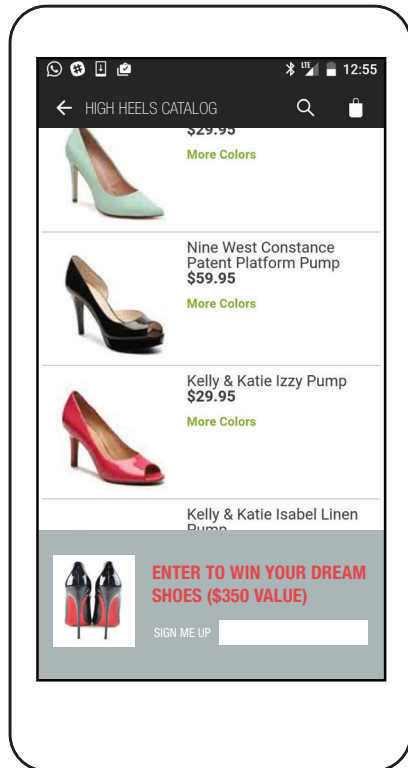 LTE 12:55
HIGH HEELS CATALOG
$29.95
More Colors
Nine West Constance
Patent Platform Pump
$59.95
More Colors
Kelly & Katie Izzy Pump
$29.95
More Colors
Kelly & Katie Isabel Linen
Pump
ENTER TO WIN YOUR DREAM
SHOES ($350 VALUE)
SIGN ME UP